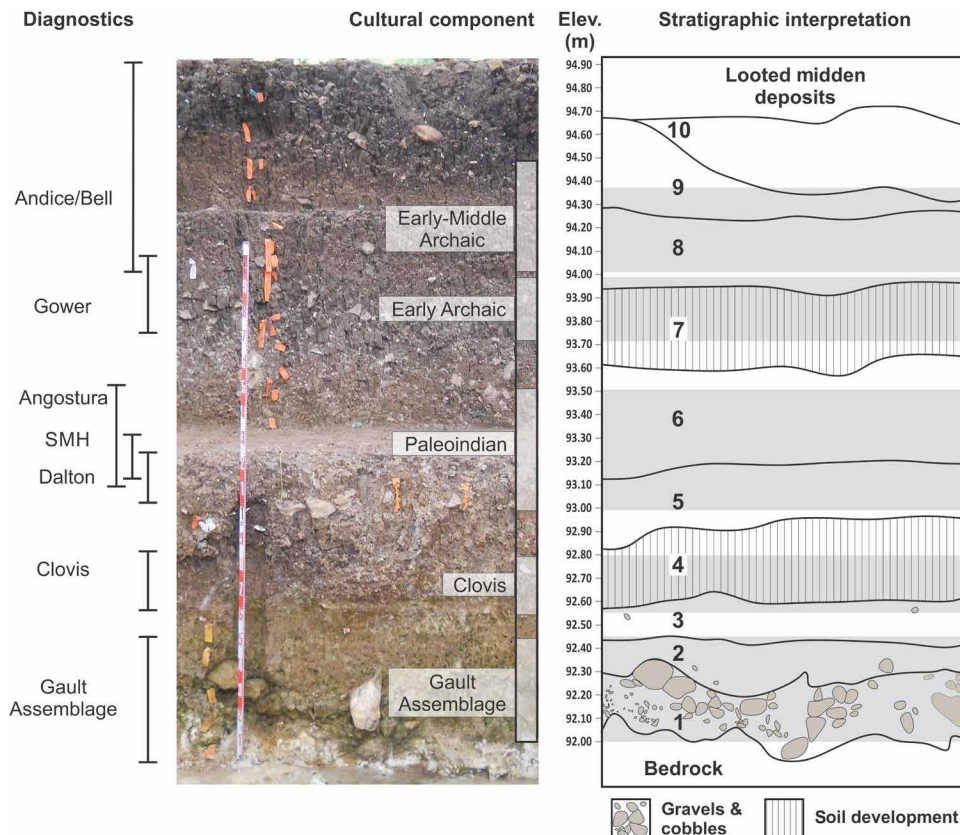 Diagnostics
Cultural component
Elev.
(m)
Stratigraphic interpretation
Andice/Bell
Gower
Angostura
SMH
Dalton
Clovis
Gault
Assemblage
Early-Middle
Archaic
Early Archaic
Paleoindian
Clovis
Gault
Assemblage
94.90
94.80
94.70
94.60
94.50
94.40
94.30
94.20
94.10
94.00
93.90
93.80
93.70
93.60
93.50
93.40
93.30
93.20
93.10
93.00
92.90
92.80
92.70
92.60
92.50
92.40
92.30
92.20
92.10
92.00
Looted midden
deposits
10
9
8
7
6
5
4
3
2
1
Bedrock
Gravels &
cobbles
Soil development